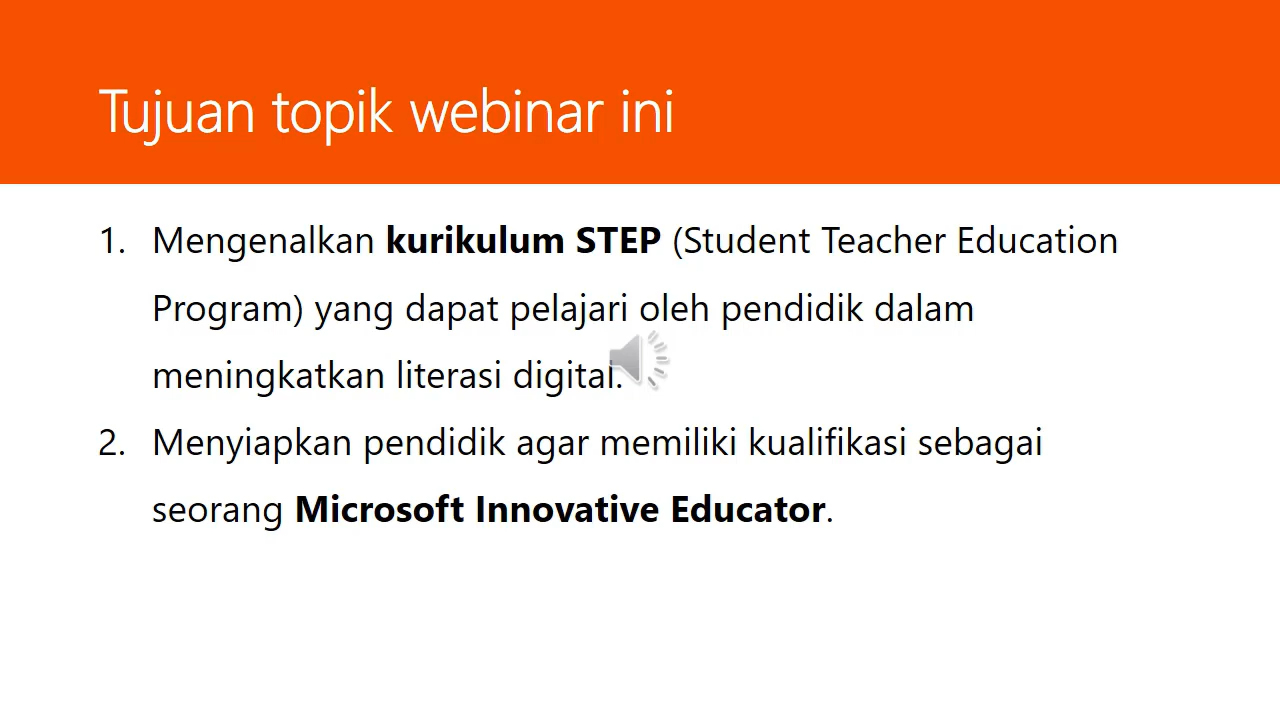 Tujuan topik webinar ini
1. Mengenalkan kurikulum STEP (Student Teacher Education
Program) yang dapat pelajari oleh pendidik dalam
meningkatkan literasi digital.
2. Menyiapkan pendidik agar memiliki kualifikasi sebagai
seorang Microsoft Innovative Educator.